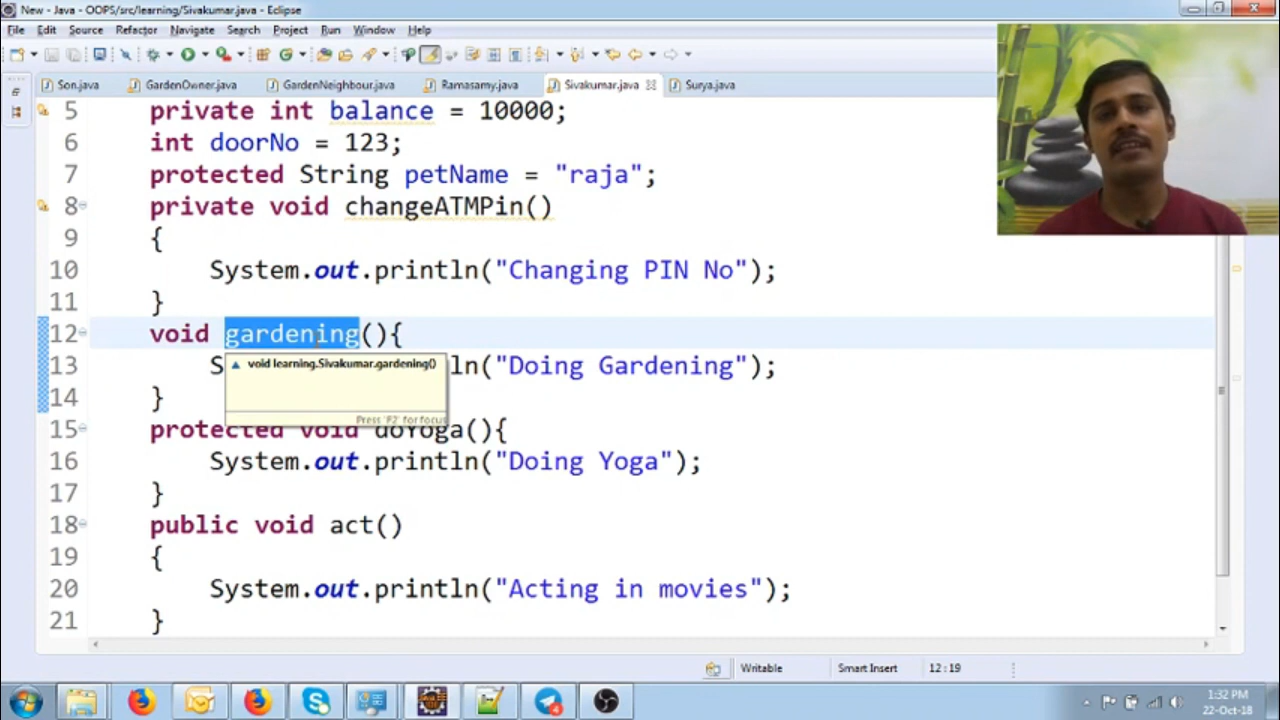 New - Java - OOPS/src/learning/Sivakumar.java - Eclipse
File Edit Source Refactor Navigate Search Project Run Window Help
Son.java GardenOwner.java GardenNeighbour.java Ramasamy.java Sivakumar.java Surya.java
5 private int balance = 10000;
6 int doorNo = 123;
7 protected String petName = "raja";
8 private void changeATMPin()
9 {
10 System.out.println("Changing PIN No");
11 }
12 void gardening(){
13 S ln("Doing Gardening");
void learning.Sivakumar.gardening()
14 }
Press 'F2' for focus
15 protected void doYoga(){
16 System.out.println("Doing Yoga");
17 }
18 public void act()
19 {
20 System.out.println("Acting in movies");
21 }
Writable Smart Insert 12 : 19
1:32 PM
22-Oct-18